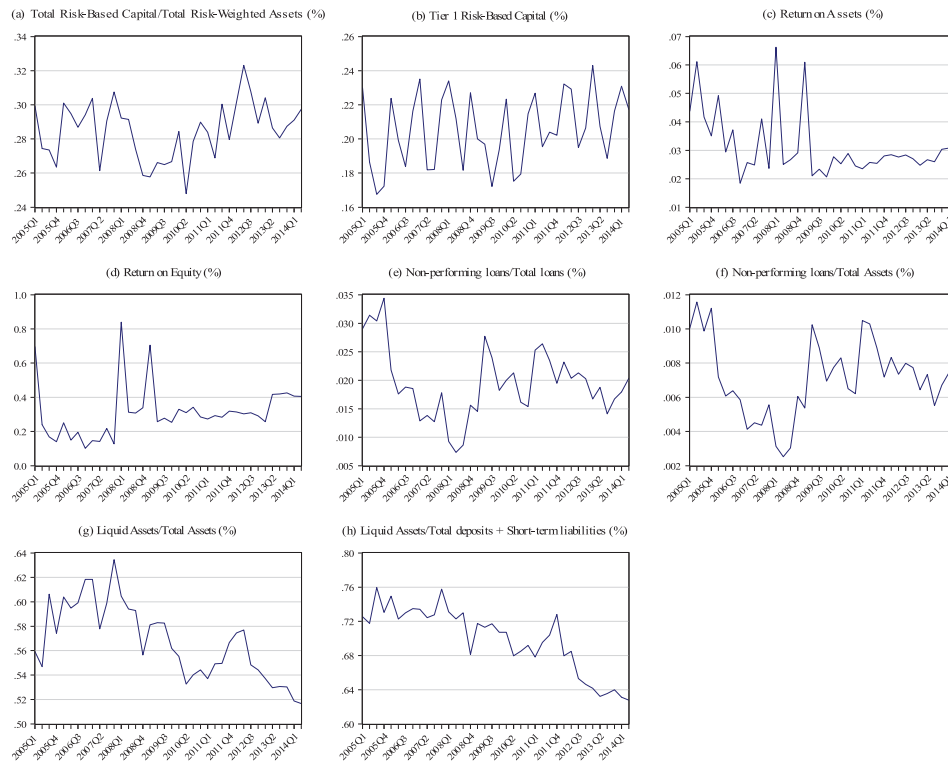 (a) Total Risk-Based Capital/Total Risk-Weighted Assets (%)
.34
.32
.30
.28
.26
.24
2005Q1
2005Q4
2006Q3
2007Q2
2008Q1
2008Q4
2009Q3
2010Q2
2011Q1
2011Q4
2012Q3
2013Q2
2014Q1
(b) Tier 1 Risk-Based Capital (%)
.26
.24
.22
.20
.18
.16
2005Q1
2005Q4
2006Q3
2007Q2
2008Q1
2008Q4
2009Q3
2010Q2
2011Q1
2011Q4
2012Q3
2013Q2
2014Q1
(c) Return on Assets (%)
.07
.06
.05
.04
.03
.02
.01
2005Q1
2005Q4
2006Q3
2007Q2
2008Q1
2008Q4
2009Q3
2010Q2
2011Q1
2011Q4
2012Q3
2013Q2
2014Q1
(d) Return on Equity (%)
1.0
0.8
0.6
0.4
0.2
0.0
2005Q1
2005Q4
2006Q3
2007Q2
2008Q1
2008Q4
2009Q3
2010Q2
2011Q1
2011Q4
2012Q3
2013Q2
2014Q1
(e) Non-performing loans/Total loans (%)
.035
.030
.025
.020
.015
.010
.005
2005Q1
2005Q4
2006Q3
2007Q2
2008Q1
2008Q4
2009Q3
2010Q2
2011Q1
2011Q4
2012Q3
2013Q2
2014Q1
(f) Non-performing loans/Total Assets (%)
.012
.010
.008
.006
.004
.002
2005Q1
2005Q4
2006Q3
2007Q2
2008Q1
2008Q4
2009Q3
2010Q2
2011Q1
2011Q4
2012Q3
2013Q2
2014Q1
(g) Liquid Assets/Total Assets (%)
.64
.62
.60
.58
.56
.54
.52
.50
2005Q1
2005Q4
2006Q3
2007Q2
2008Q1
2008Q4
2009Q3
2010Q2
2011Q1
2011Q4
2012Q3
2013Q2
2014Q1
(h) Liquid Assets/Total deposits + Short-term liabilities (%)
.80
.76
.72
.68
.64
.60
2005Q1
2005Q4
2006Q3
2007Q2
2008Q1
2008Q4
2009Q3
2010Q2
2011Q1
2011Q4
2012Q3
2013Q2
2014Q1